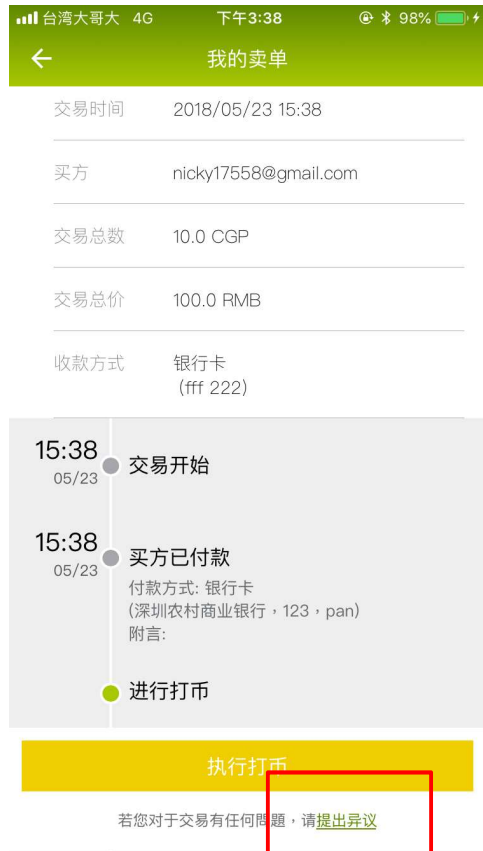 台湾大哥大 4G 下午3:38 98%
我的卖单
交易时间 2018/05/23 15:38
买方 nicky17558@gmail.com
交易总数 10.0 CGP
交易总价 100.0 RMB
收款方式 银行卡
(fff 222)
15:38 交易开始
05/23
15:38 买方已付款
05/23
付款方式: 银行卡
(深圳农村商业银行，123，pan)
附言:
进行打币
执行打币
若您对于交易有任何問題，请提出异议